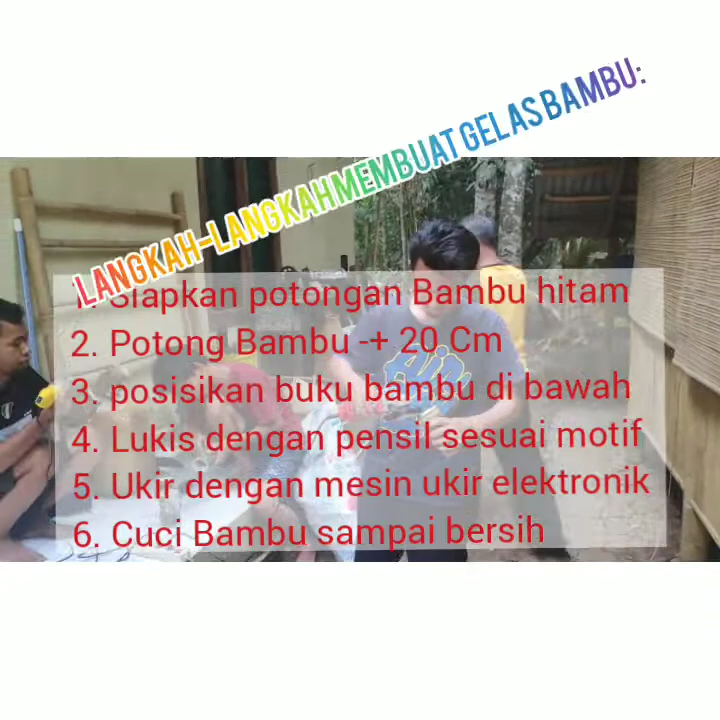 LANGKAH-LANGKAH MEMBUAT GELAS BAMBU:
1. Siapkan potongan Bambu hitam
2. Potong Bambu -+ 20 Cm
3. posisikan buku bambu di bawah
4. Lukis dengan pensil sesuai motif
5. Ukir dengan mesin ukir elektronik
6. Cuci Bambu sampai bersih